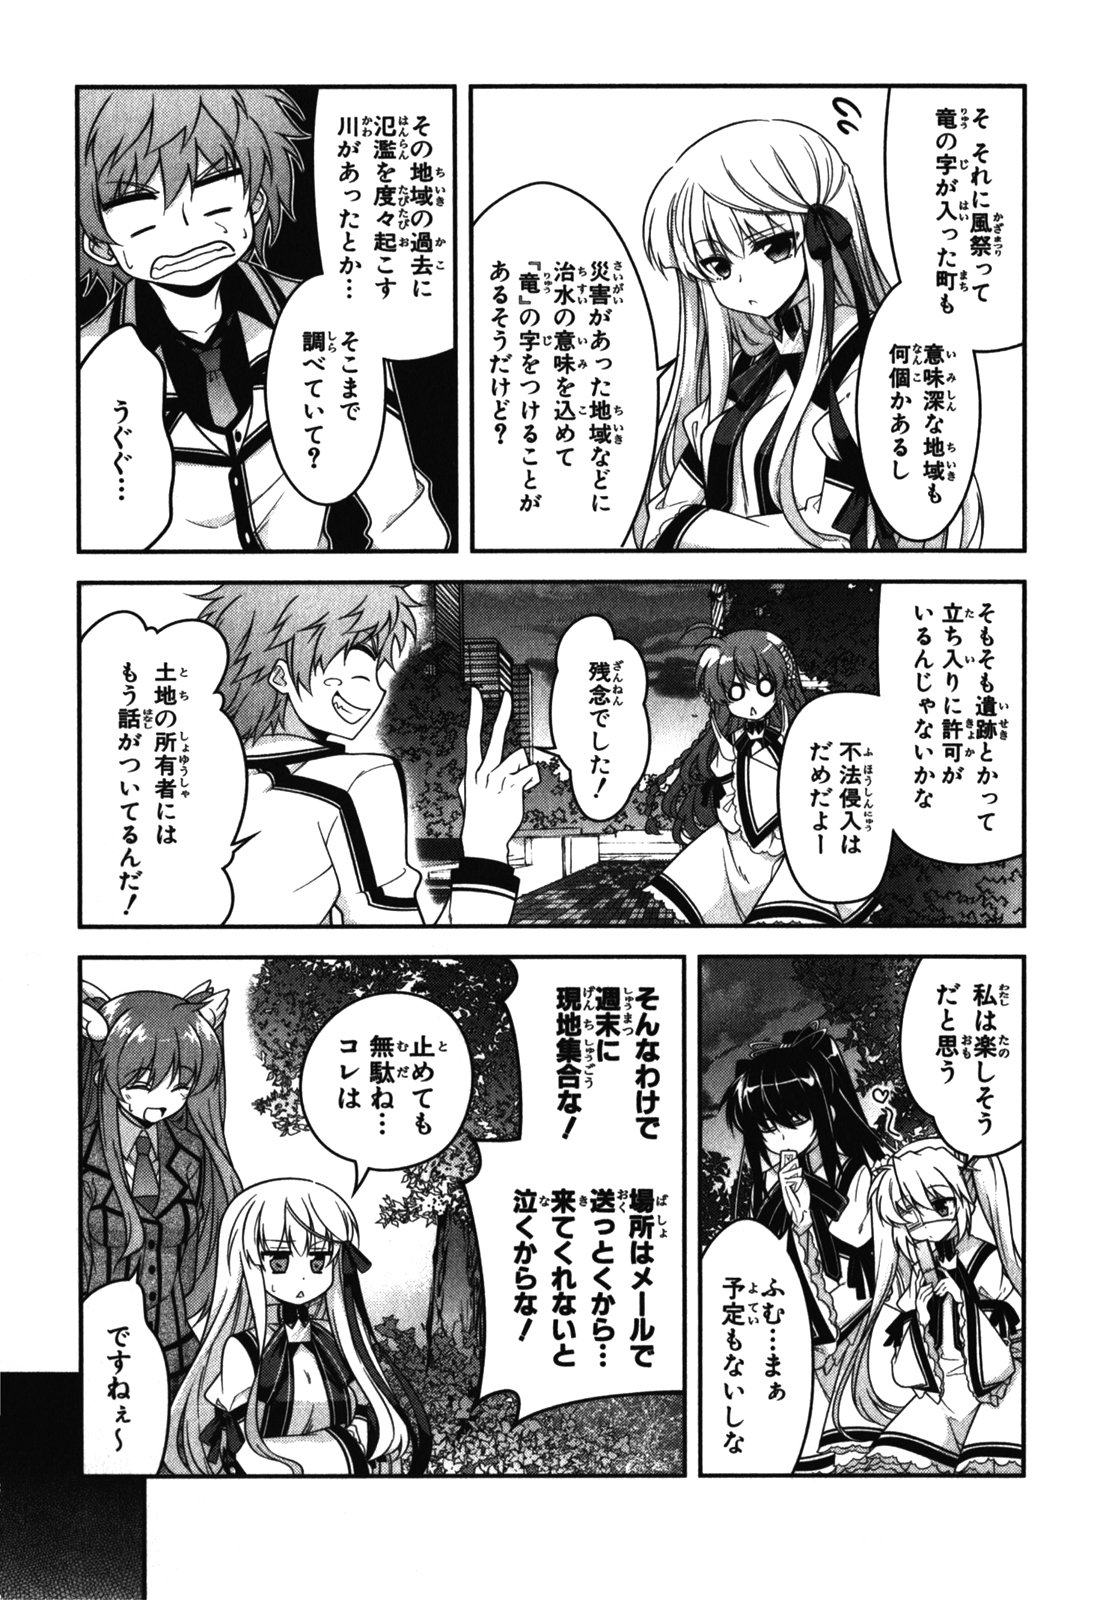 そ それに風祭って
竜の字が入った町も
意味深な地域も
何個かあるし
災害があった地域などに
治水の意味を込めて
『竜』の字をつけることが
あるそうだけど?
その地域の過去に
氾濫を度々起こす
川があったとか…
そこまで
調べていて?
うぐぐ…
そもそも遺跡とかって
立ち入りに許可が
いるんじゃないかな
不法侵入は
だめだよー
残念でした!
土地の所有者には
もう話がついてるんだ!
私は楽しそう
だと思う
ふむ…まぁ
予定もないしな
そんなわけで
週末に
現地集合な!
場所はメールで
送っとくから…
来てくれないと
泣くからな!
止めても
無駄ね…
コレは
ですねぇ～